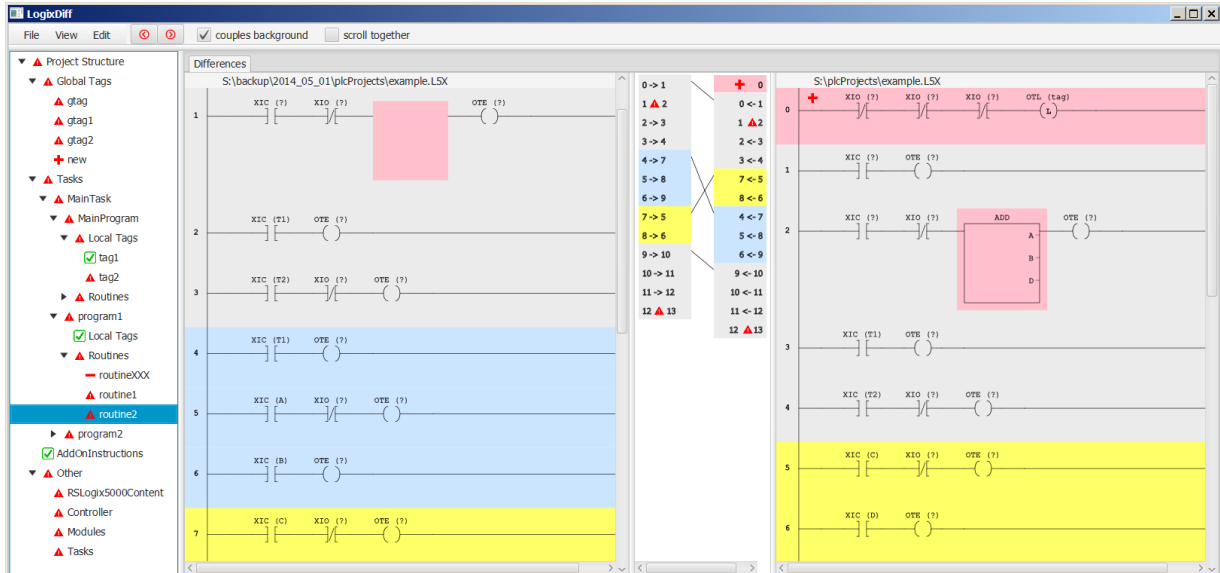 LogixDiff
File View Edit couples background scroll together
Project Structure
Global Tags
gtag
gtag1
gtag2
new
Tasks
MainTask
MainProgram
Local Tags
tag1
tag2
Routines
program1
Local Tags
Routines
routineXXX
routine1
routine2
program2
AddOnInstructions
Other
RSLogix5000Content
Controller
Modules
Tasks
Differences
S:\backup\2014_05_01\plcProjects\example.L5X
XIC (?) XIO (?) OTE (?)
1
XIC (T1) OTE (?)
2
XIC (T2) XIO (?) OTE (?)
3
XIC (T1) OTE (?)
4
XIC (A) XIO (?) OTE (?)
5
XIC (B) OTE (?)
6
XIC (C) XIO (?) OTE (?)
7
0 -> 1
1 2
2 -> 3
3 -> 4
4 -> 7
5 -> 8
6 -> 9
7 -> 5
8 -> 6
9 -> 10
10 -> 11
11 -> 12
12 13
0
0 <- 1
1 2
2 <- 3
3 <- 4
7 <- 5
8 <- 6
4 <- 7
5 <- 8
6 <- 9
9 <- 10
10 <- 11
11 <- 12
12 13
S:\plcProjects\example.L5X
XIO (?) XIO (?) XIO (?) OTL (tag)
0 L
XIC (?) OTE (?)
1
XIC (?) XIO (?) ADD OTE (?)
2 A
B
D
XIC (T1) OTE (?)
3
XIC (T2) XIO (?) OTE (?)
4
XIC (C) XIO (?) OTE (?)
5
XIC (D) OTE (?)
6